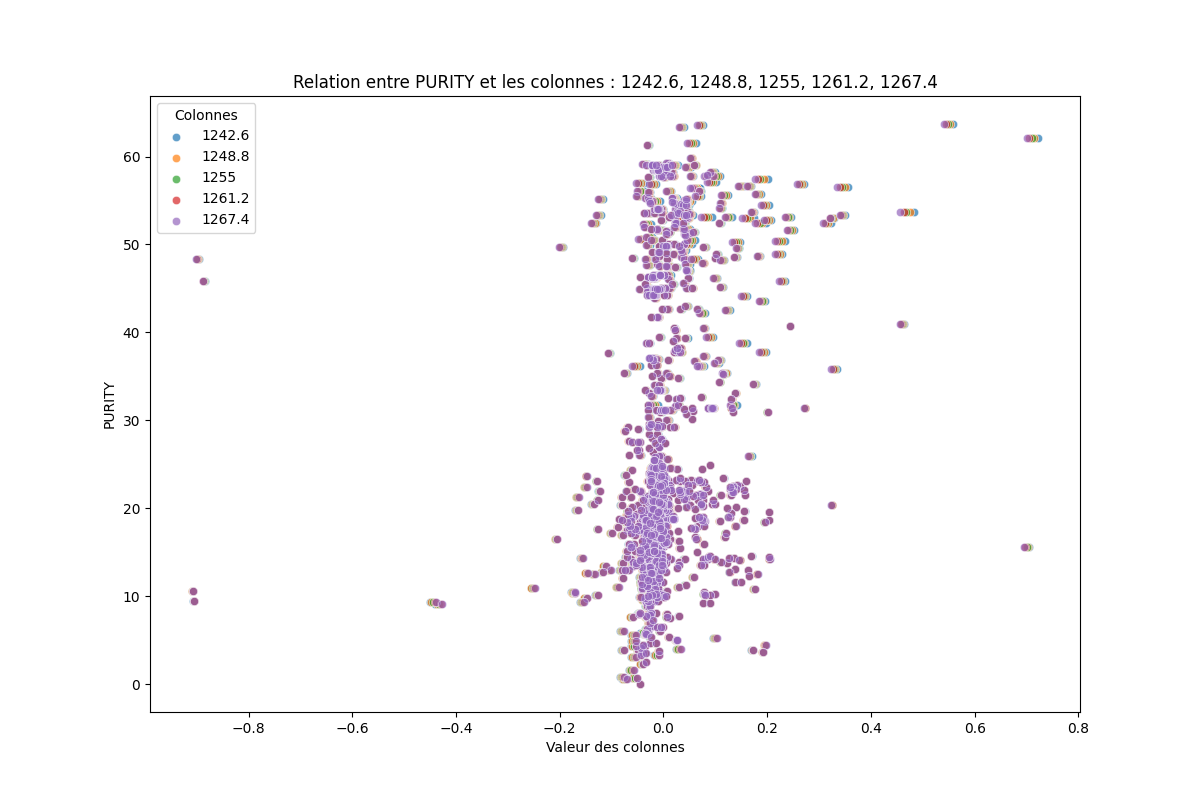 Relation entre PURITY et les colonnes : 1242.6, 1248.8, 1255, 1261.2, 1267.4
Colonnes
1242.6
1248.8
1255
1261.2
1267.4
60
50
40
30
20
10
0
PURITY
−0.8 −0.6 −0.4 −0.2 0.0 0.2 0.4 0.6 0.8
Valeur des colonnes